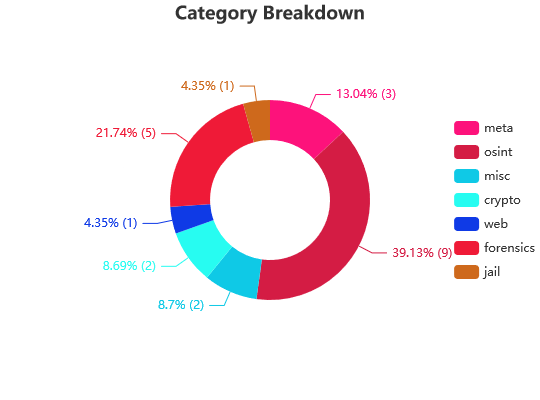 Category Breakdown
4.35% (1)
13.04% (3)
21.74% (5)
4.35% (1)
8.69% (2)
8.7% (2)
39.13% (9)
meta
osint
misc
crypto
web
forensics
jail